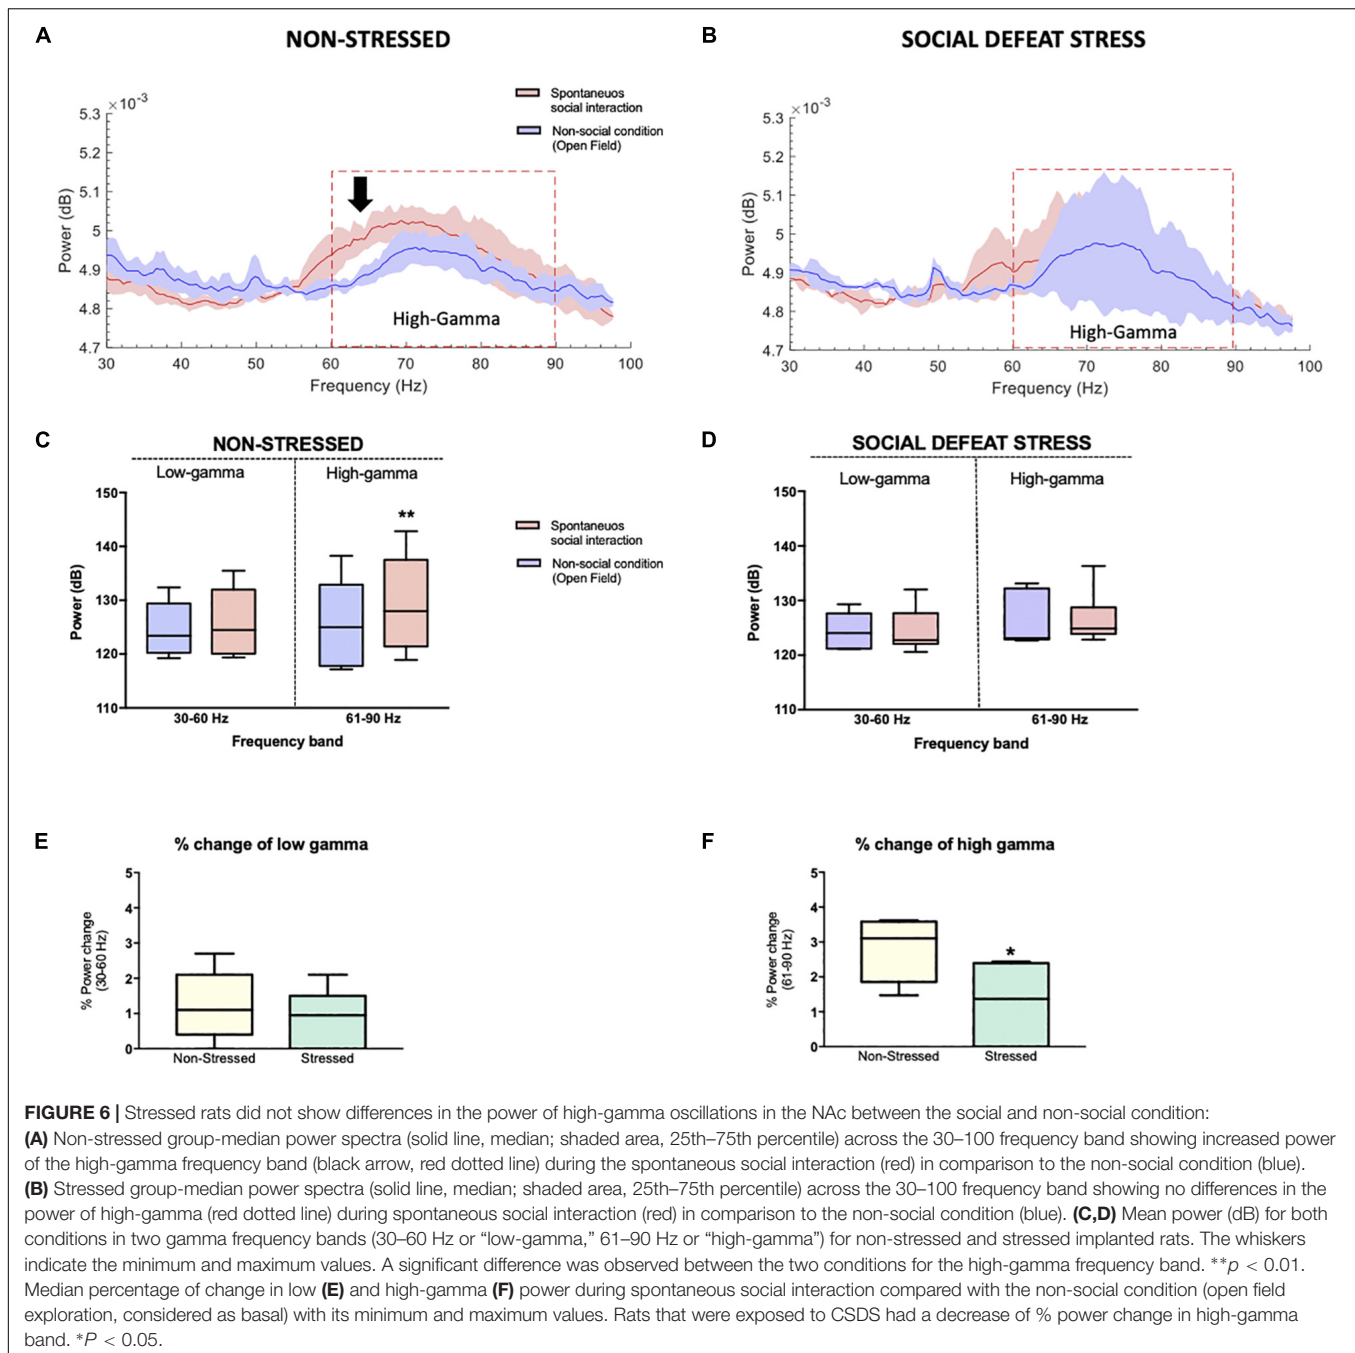 A
NON-STRESSED
B
SOCIAL DEFEAT STRESS
Spontaneuos
social interaction
Non-social condition
(Open Field)
×10⁻³
5.3
5.2
5.1
5
4.9
4.8
4.7
Power (dB)
High-Gamma
30 40 50 60 70 80 90 100
Frequency (Hz)
×10⁻³
5.3
5.2
5.1
5
4.9
4.8
4.7
Power (dB)
High-Gamma
30 40 50 60 70 80 90 100
Frequency (Hz)
C
NON-STRESSED
Low-gamma High-gamma
150
140
130
120
110
Power (dB)
**
30-60 Hz 61-90 Hz
Frequency band
Spontaneuos
social interaction
Non-social condition
(Open Field)
D
SOCIAL DEFEAT STRESS
Low-gamma High-gamma
150
140
130
120
110
Power (dB)
30-60 Hz 61-90 Hz
Frequency band
E
% change of low gamma
5
4
3
2
1
0
% Power change
(30-60 Hz)
Non-Stressed Stressed
F
% change of high gamma
5
4
3
2
1
0
% Power change
(61-90 Hz)
*
Non-Stressed Stressed
FIGURE 6 | Stressed rats did not show differences in the power of high-gamma oscillations in the NAc between the social and non-social condition:
(A) Non-stressed group-median power spectra (solid line, median; shaded area, 25th–75th percentile) across the 30–100 frequency band showing increased power
of the high-gamma frequency band (black arrow, red dotted line) during the spontaneous social interaction (red) in comparison to the non-social condition (blue).
(B) Stressed group-median power spectra (solid line, median; shaded area, 25th–75th percentile) across the 30–100 frequency band showing no differences in the
power of high-gamma (red dotted line) during spontaneous social interaction (red) in comparison to the non-social condition (blue). (C,D) Mean power (dB) for both
conditions in two gamma frequency bands (30–60 Hz or “low-gamma,” 61–90 Hz or “high-gamma”) for non-stressed and stressed implanted rats. The whiskers
indicate the minimum and maximum values. A significant difference was observed between the two conditions for the high-gamma frequency band. **p < 0.01.
Median percentage of change in low (E) and high-gamma (F) power during spontaneous social interaction compared with the non-social condition (open field
exploration, considered as basal) with its minimum and maximum values. Rats that were exposed to CSDS had a decrease of % power change in high-gamma
band. *P < 0.05.